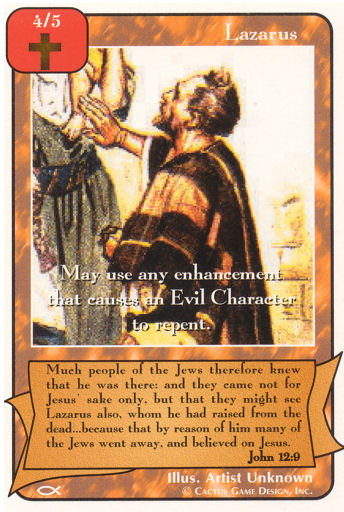 4/5
Lazarus
May use any enhancement
that causes an Evil Character
to repent.
Much people of the Jews therefore knew
that he was there: and they came not for
Jesus' sake only, but that they might see
Lazarus also, whom he had raised from the
dead...because that by reason of him many of
the Jews went away, and believed on Jesus.
John 12:9
Illus. Artist Unknown
© Cactus Game Design, Inc.